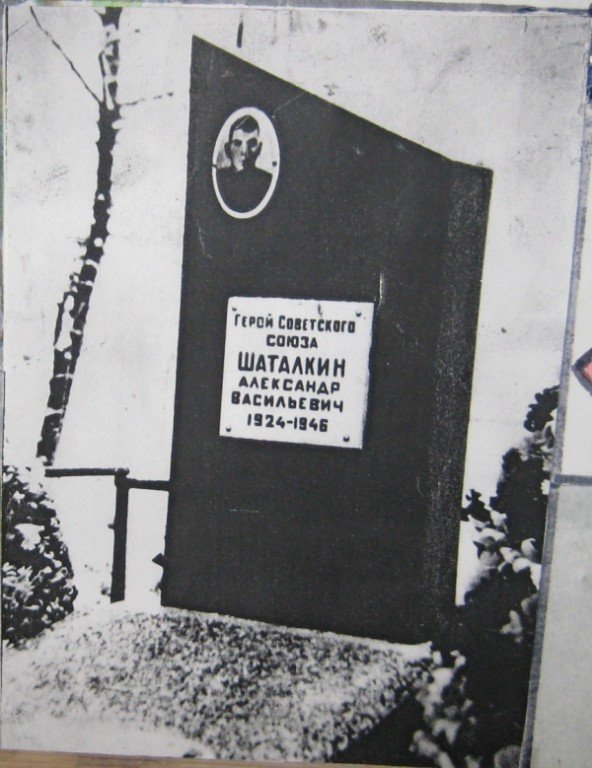 Герой Советского
Союза
Шаталкин
Александр
Васильевич
1924-1946